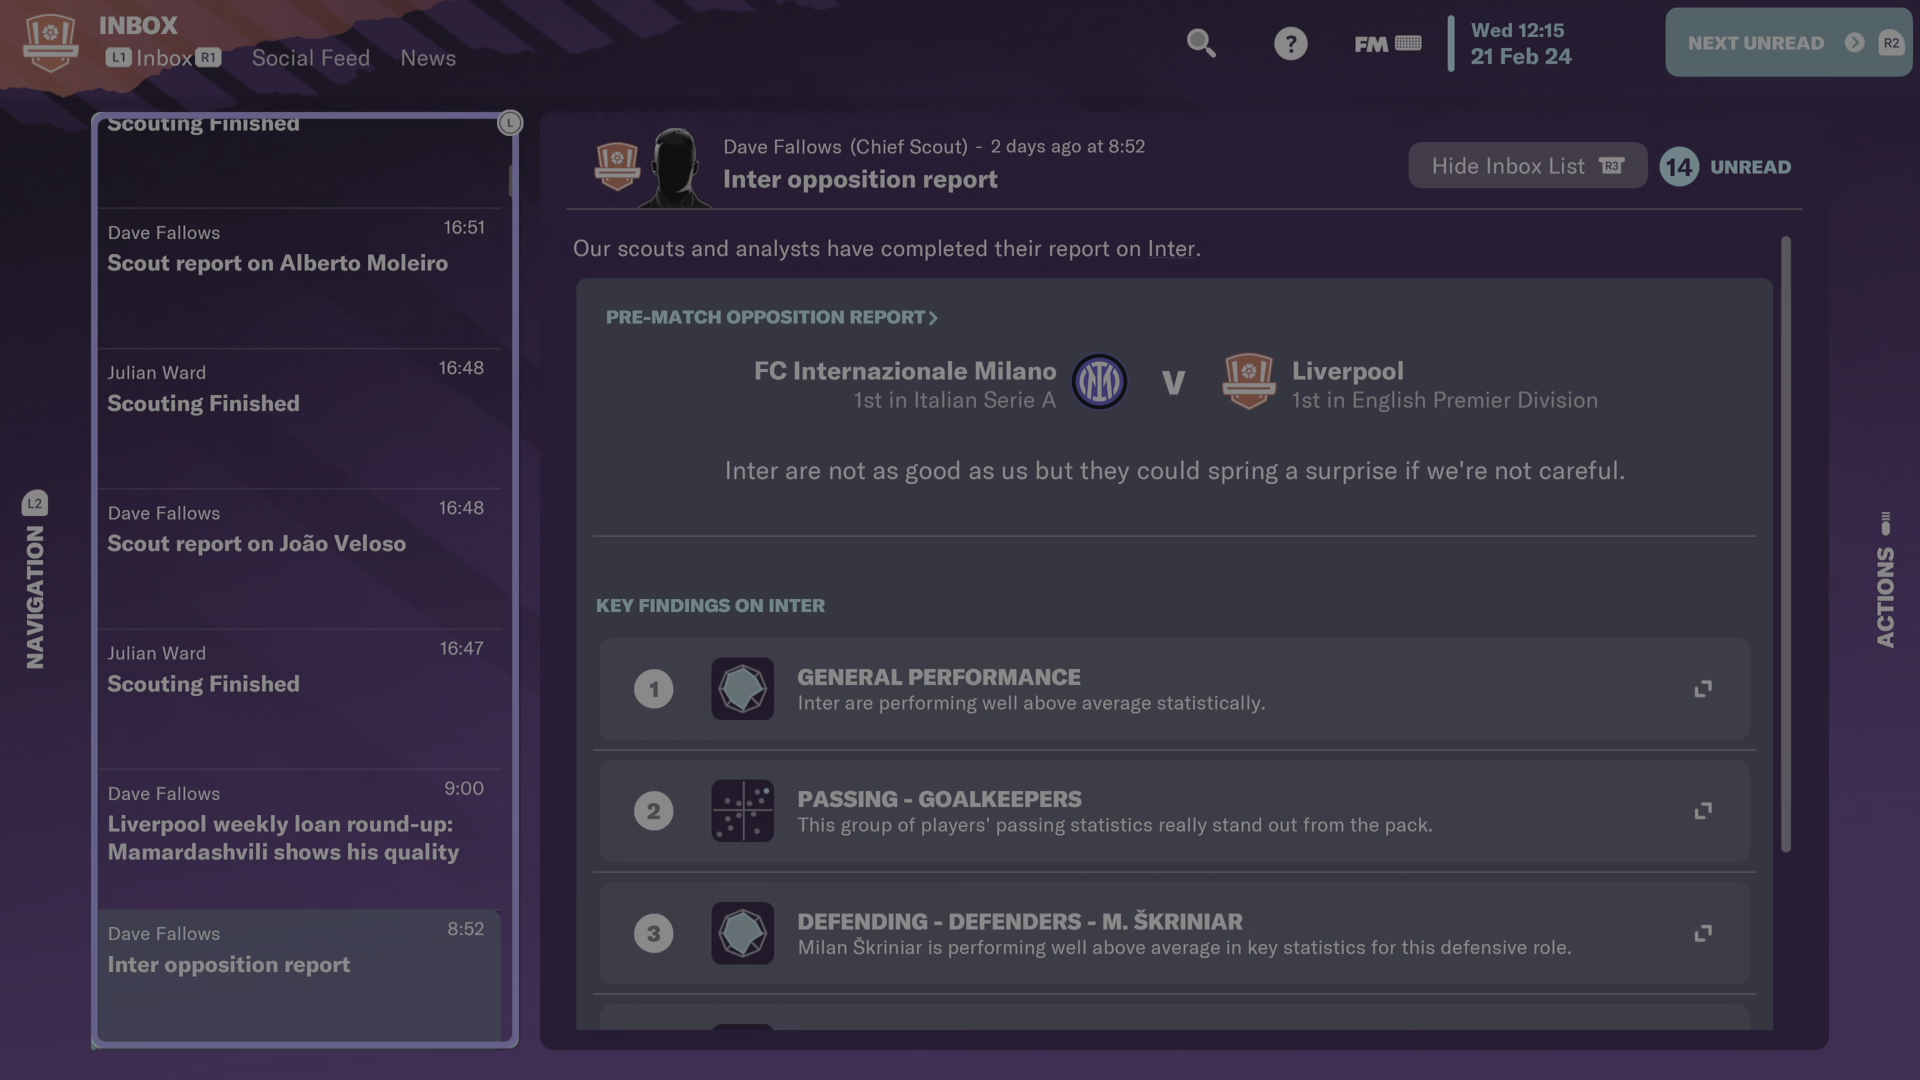 INBOX
L1 Inbox R1 Social Feed News
? FM Wed 12:15
21 Feb 24
NEXT UNREAD R2
Scouting Finished
L
Dave Fallows 16:51
Scout report on Alberto Moleiro
Julian Ward 16:48
Scouting Finished
Dave Fallows 16:48
Scout report on João Veloso
Julian Ward 16:47
Scouting Finished
Dave Fallows 9:00
Liverpool weekly loan round-up:
Mamardashvili shows his quality
Dave Fallows 8:52
Inter opposition report
NAVIGATION L2
Dave Fallows (Chief Scout) - 2 days ago at 8:52
Inter opposition report
Hide Inbox List R3
14 UNREAD
Our scouts and analysts have completed their report on Inter.
PRE-MATCH OPPOSITION REPORT
FC Internazionale Milano V Liverpool
1st in Italian Serie A 1st in English Premier Division
Inter are not as good as us but they could spring a surprise if we're not careful.
KEY FINDINGS ON INTER
1 GENERAL PERFORMANCE
Inter are performing well above average statistically.
2 PASSING - GOALKEEPERS
This group of players' passing statistics really stand out from the pack.
3 DEFENDING - DEFENDERS - M. ŠKRINIAR
Milan Škriniar is performing well above average in key statistics for this defensive role.
ACTIONS